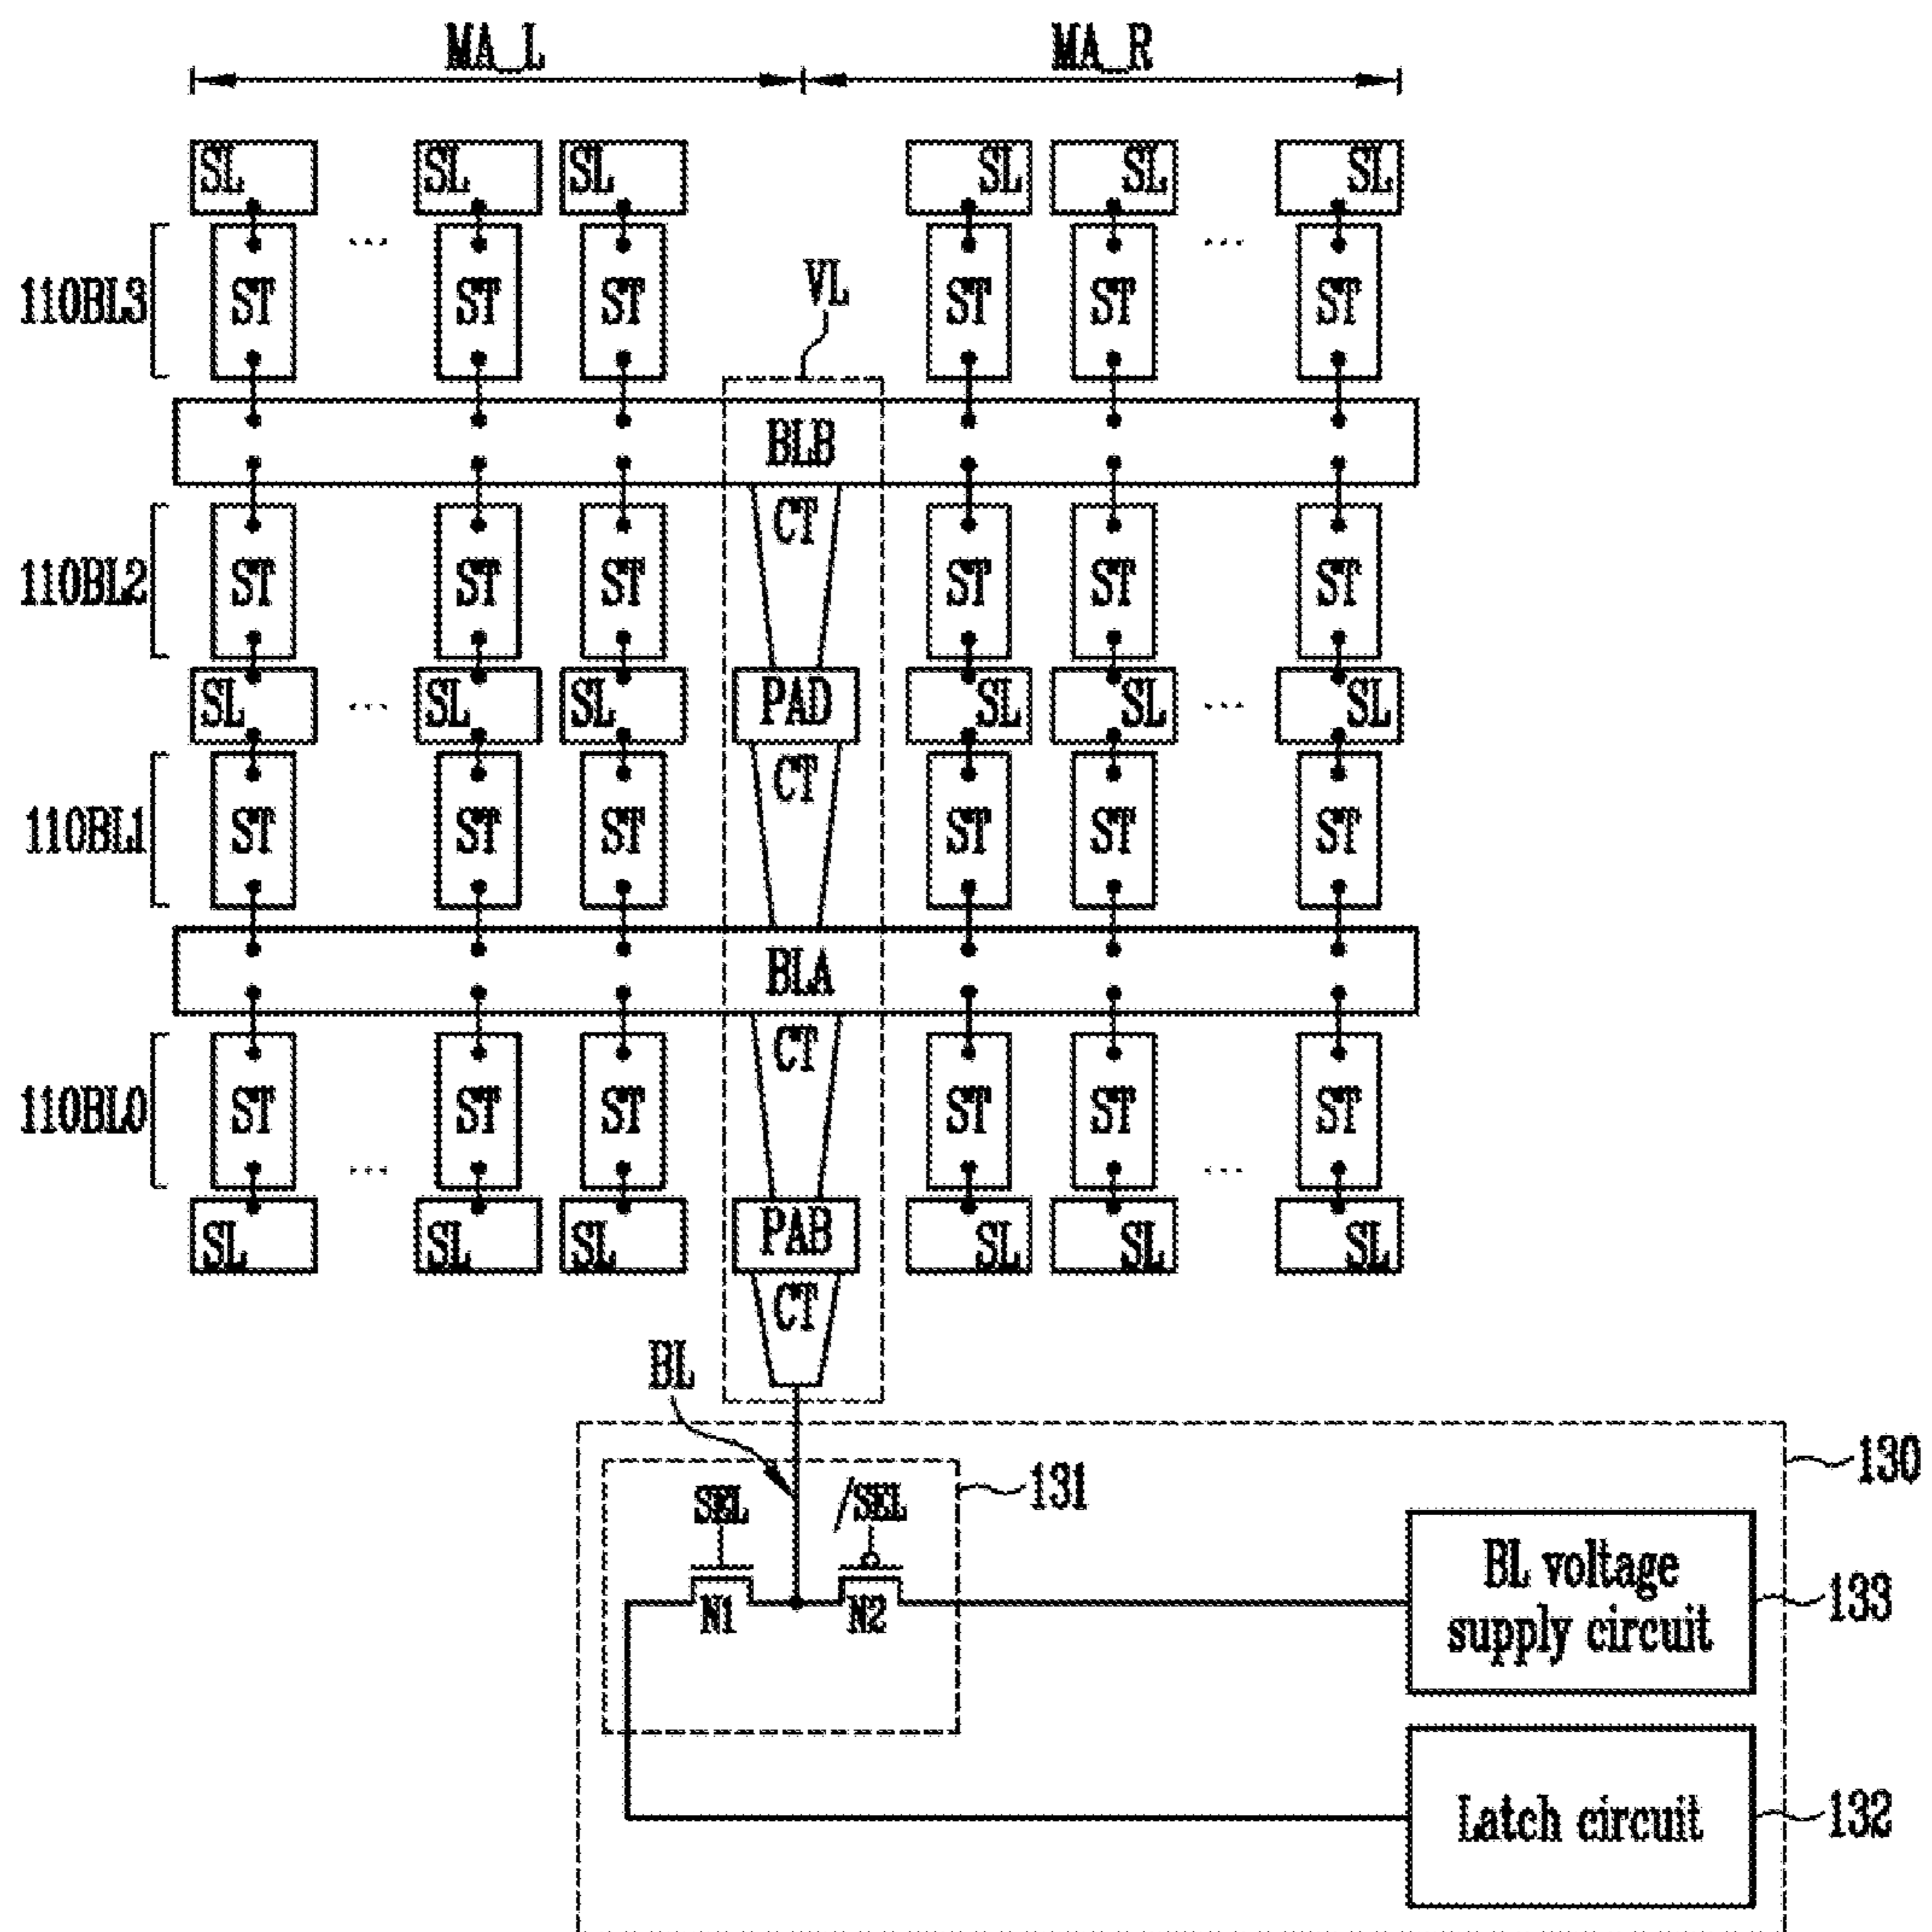 MA_L MA_R
SL SL SL SL SL SL
110BL3 ST ... ST ST VL ST ST ... ST
BLB
CT
110BL2 ST ST ST ST ST ST
SL ... SL SL PAD SL SL ... SL
CT
110BL1 ST ST ST ST ST ST
BLA
CT
110BL0 ST ... ST ST ST ST ... ST
SL SL SL PAB SL SL SL
CT
BL
130
131
SEL /SEL
N1 N2
BL voltage
supply circuit
133
Latch circuit
132